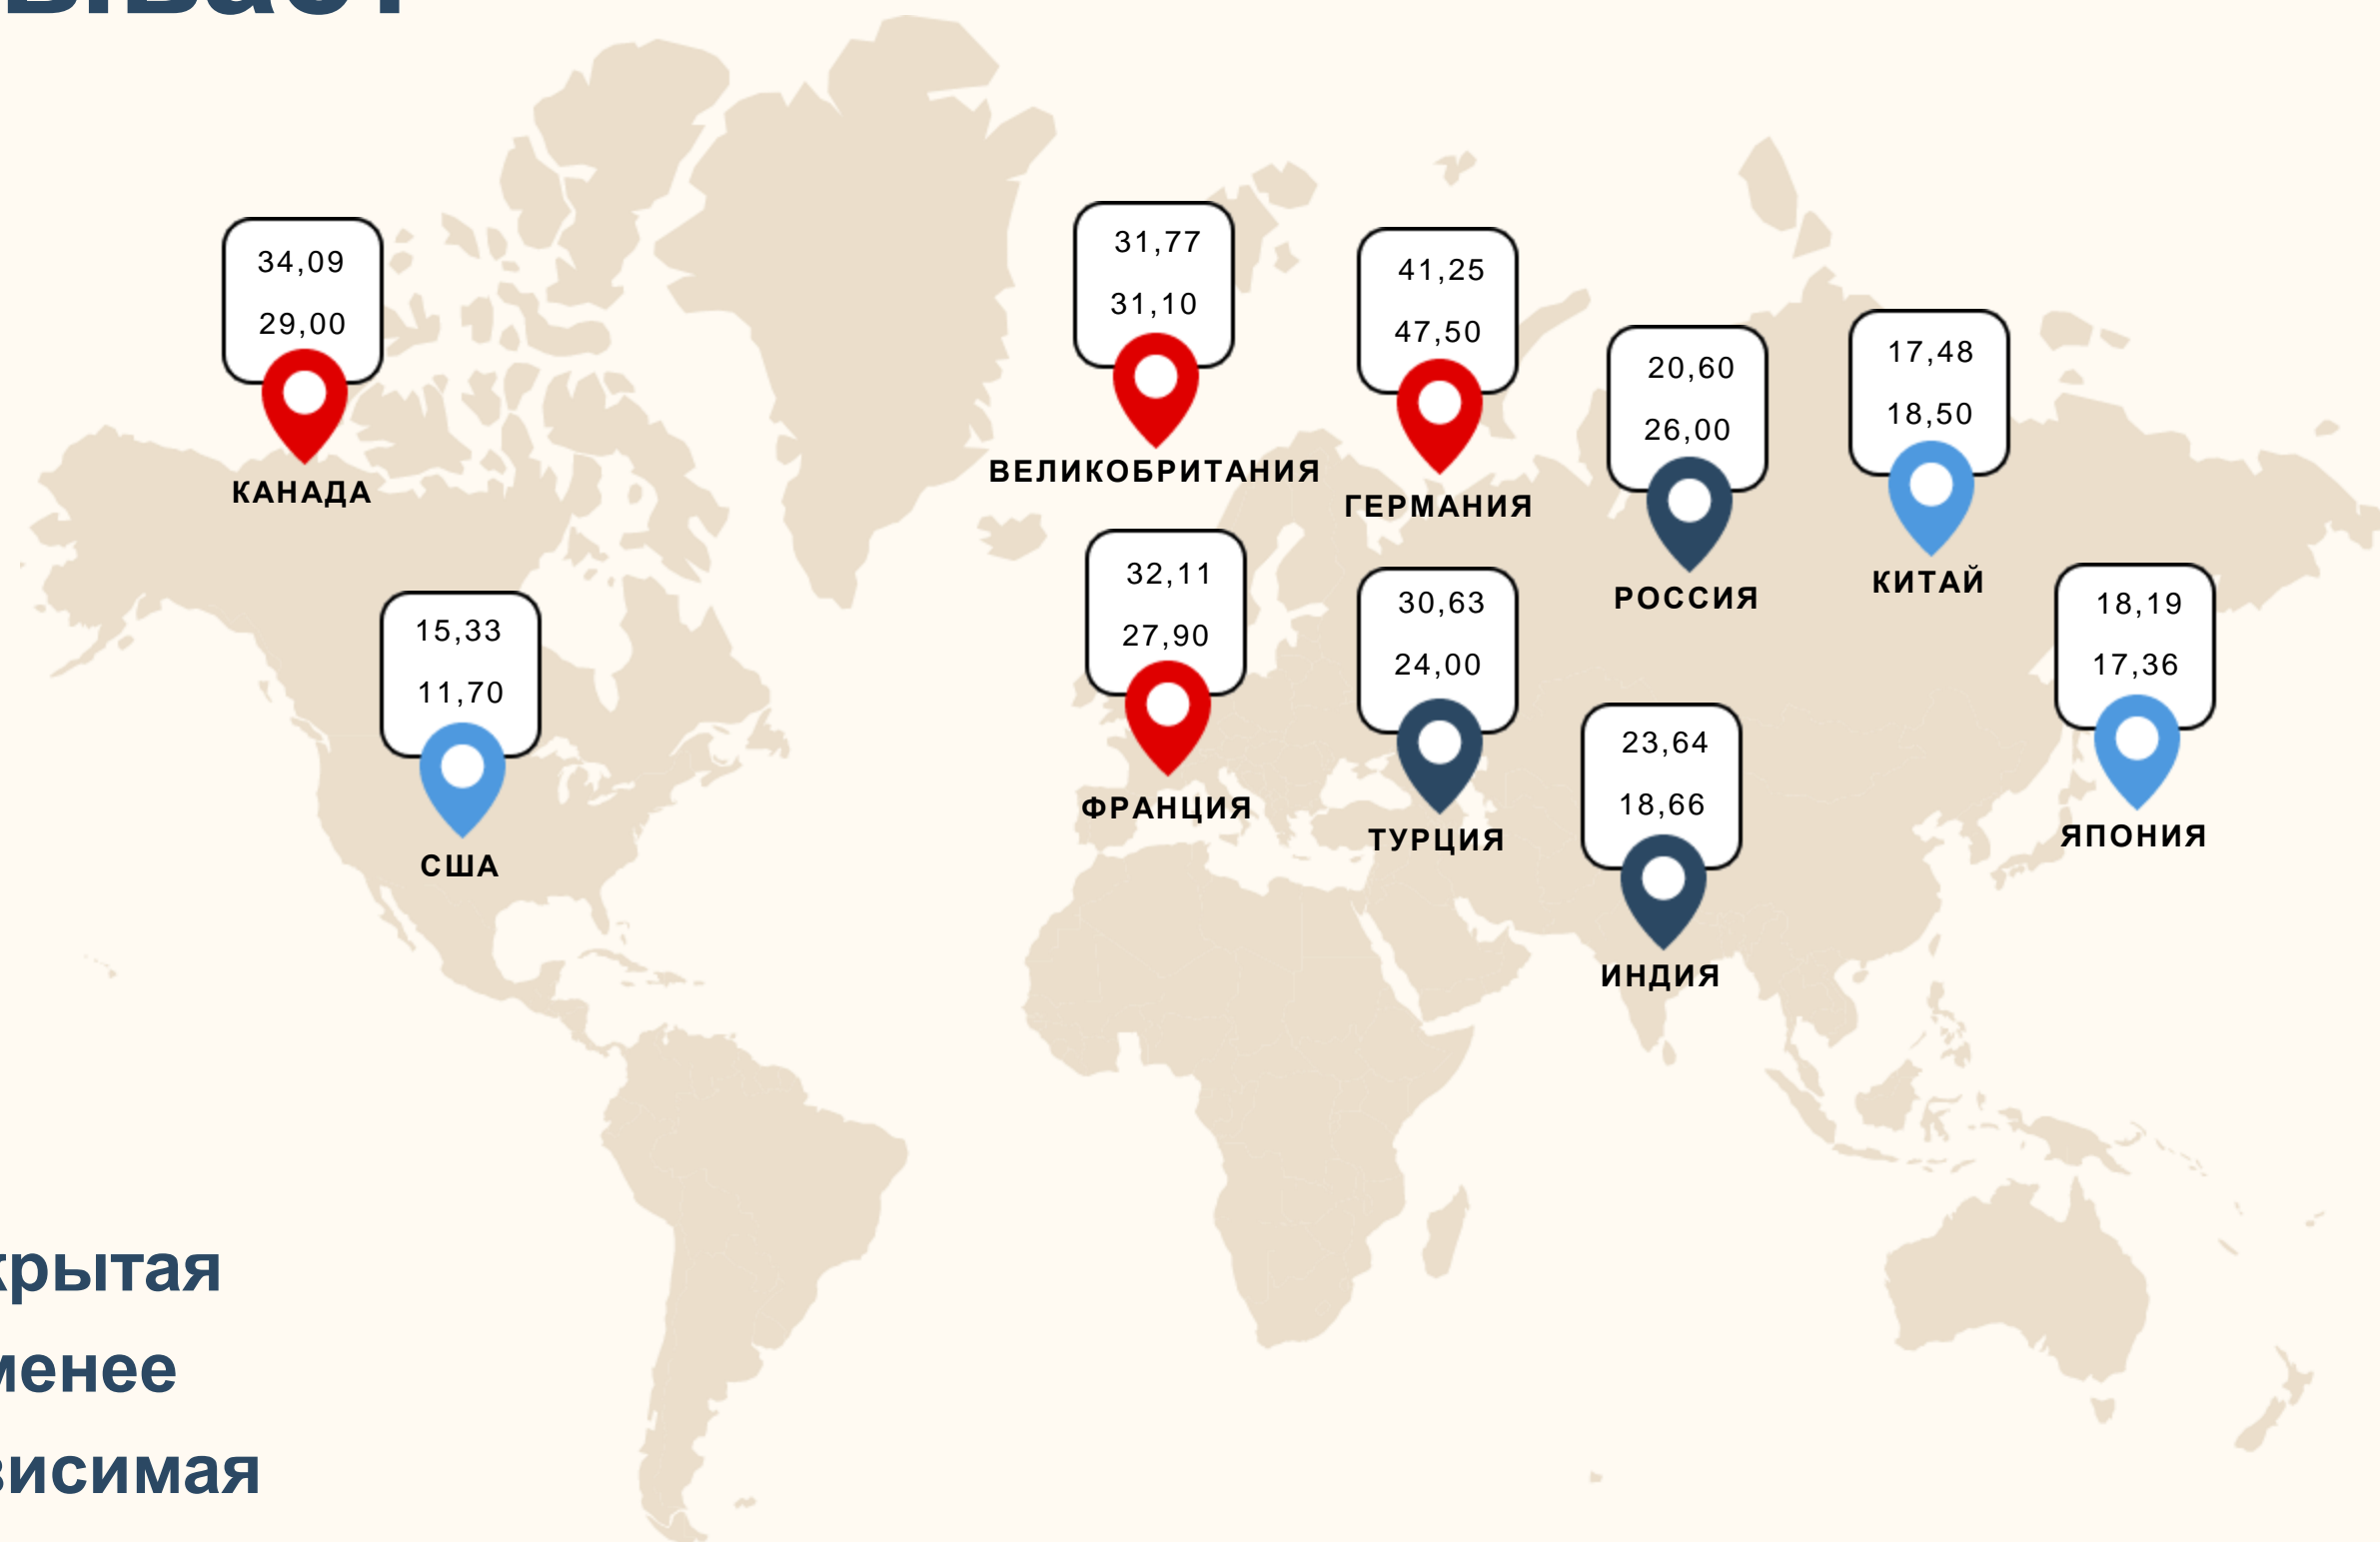 34,09
29,00
КАНАДА
31,77
31,10
ВЕЛИКОБРИТАНИЯ
41,25
47,50
ГЕРМАНИЯ
20,60
26,00
РОССИЯ
17,48
18,50
КИТАЙ
15,33
11,70
США
32,11
27,90
ФРАНЦИЯ
30,63
24,00
ТУРЦИЯ
23,64
18,66
ИНДИЯ
18,19
17,36
ЯПОНИЯ
крытая
менее
висимая